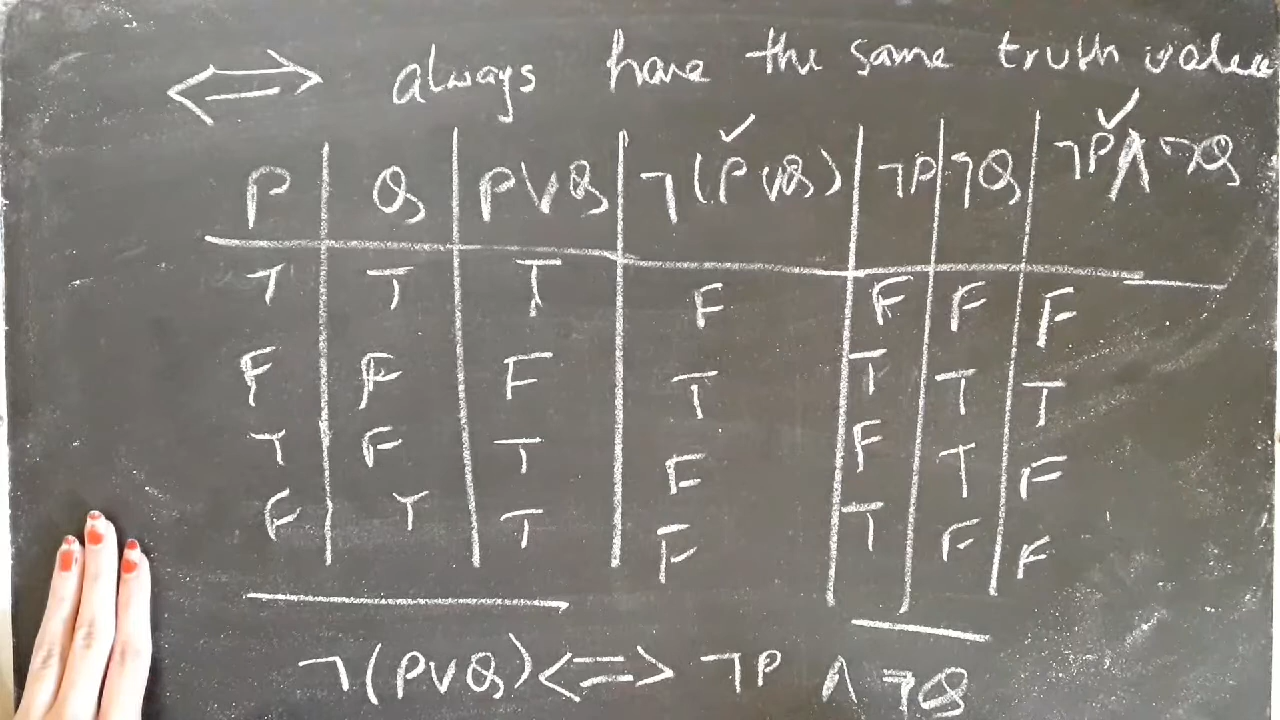 ⟺ always have the same truth value
✓ ✓
P Q P∨Q ¬(P∨Q) ¬P ¬Q ¬P∧¬Q
T T T F F F F
F F F T T T T
T F T F F T F
F T T F T F F
¬(P∨Q) ⟺ ¬P ∧ ¬Q